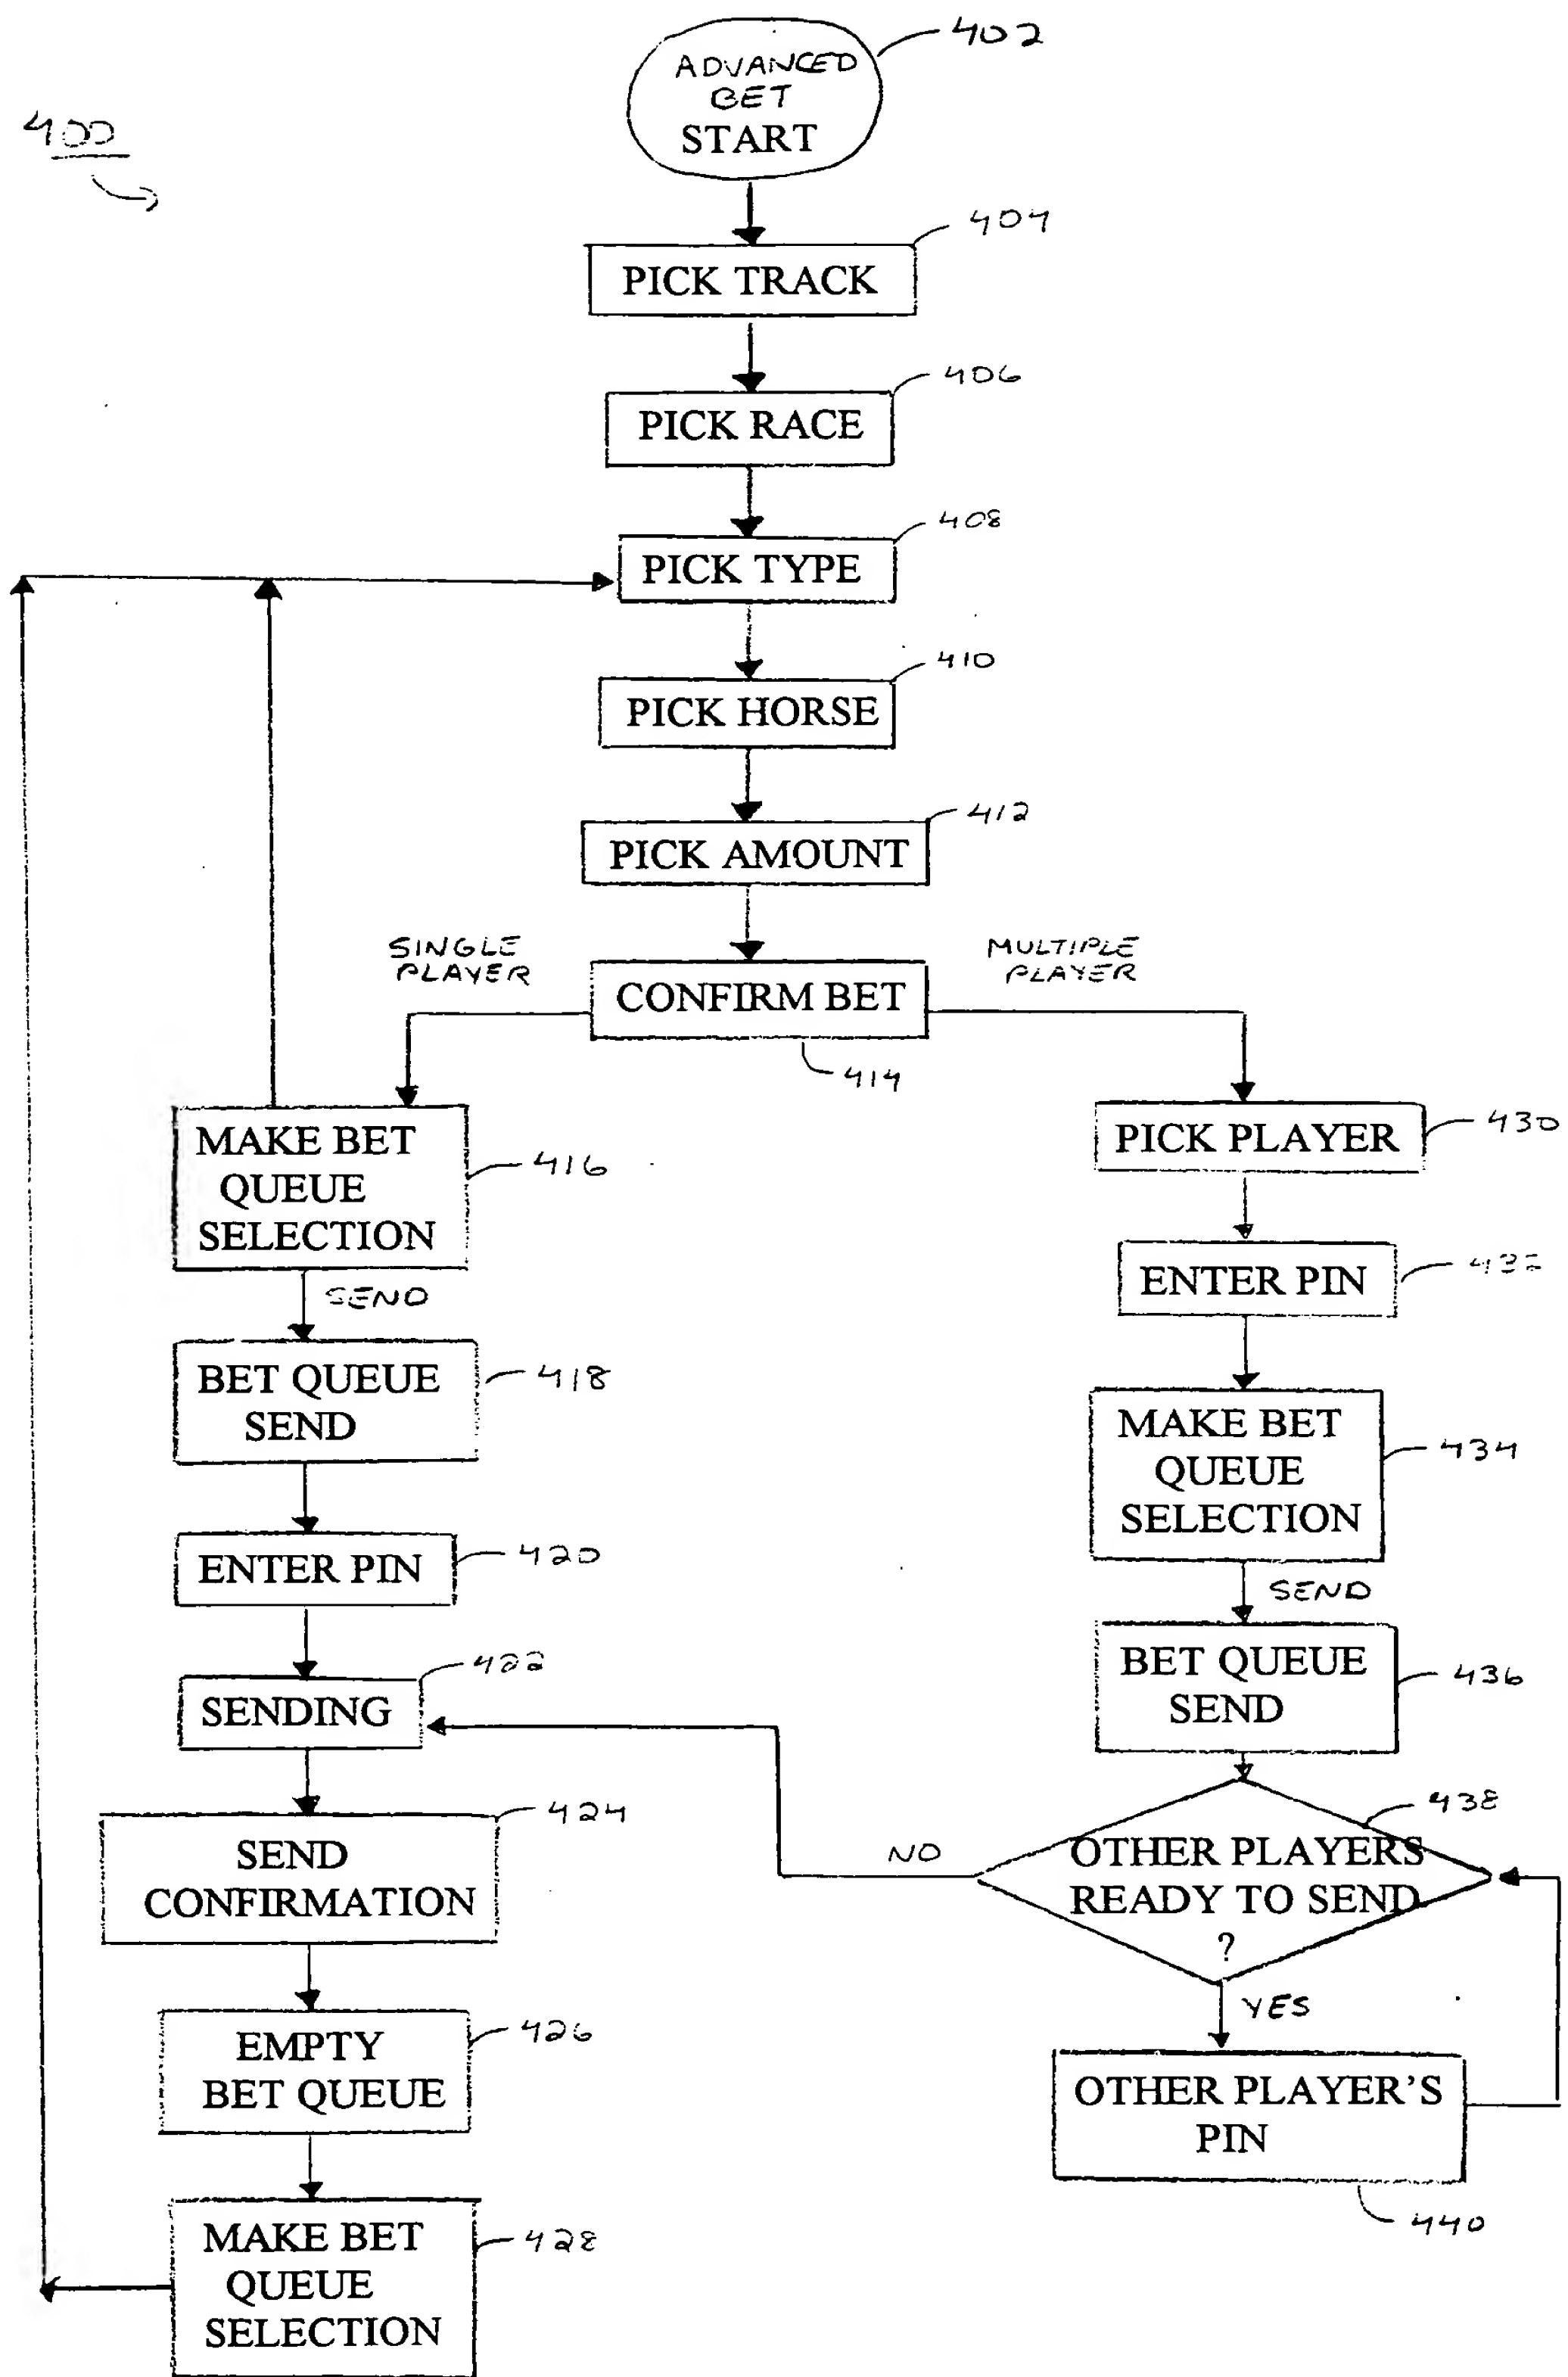 402
ADVANCED
BET
START
400
404
PICK TRACK
406
PICK RACE
408
PICK TYPE
410
PICK HORSE
412
PICK AMOUNT
SINGLE
PLAYER
MULTIPLE
PLAYER
CONFIRM BET
414
MAKE BET
QUEUE
SELECTION
416
SEND
BET QUEUE
SEND
418
ENTER PIN
420
SENDING
422
SEND
CONFIRMATION
424
EMPTY
BET QUEUE
426
MAKE BET
QUEUE
SELECTION
428
PICK PLAYER
430
ENTER PIN
432
MAKE BET
QUEUE
SELECTION
434
SEND
BET QUEUE
SEND
436
438
OTHER PLAYERS
READY TO SEND
?
NO
YES
OTHER PLAYER'S
PIN
440